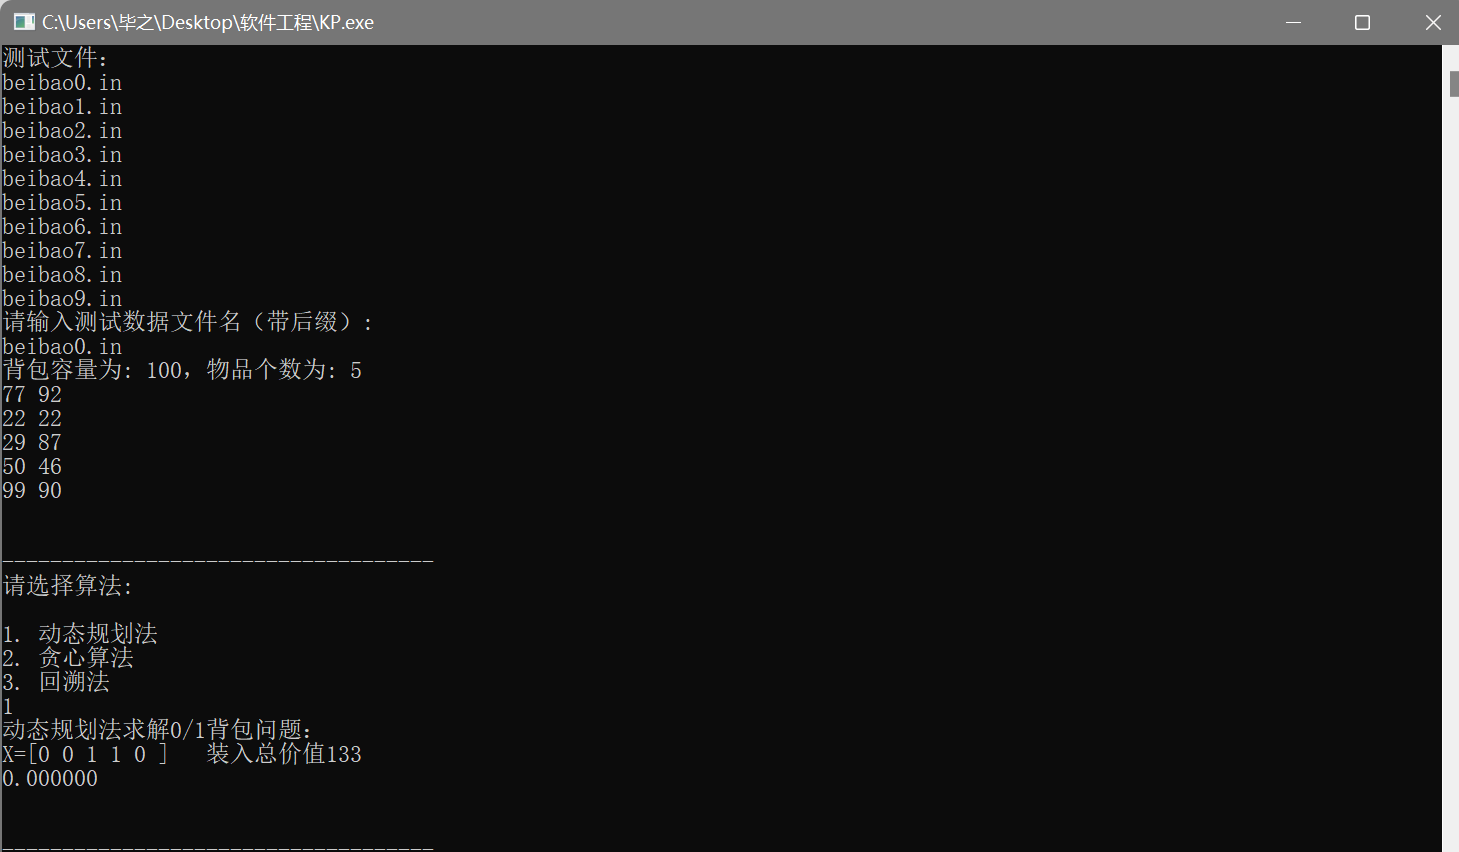 C:\Users\毕之\Desktop\软件工程\KP.exe
测试文件：
beibao0.in
beibao1.in
beibao2.in
beibao3.in
beibao4.in
beibao5.in
beibao6.in
beibao7.in
beibao8.in
beibao9.in
请输入测试数据文件名（带后缀）：
beibao0.in
背包容量为: 100，物品个数为: 5
77 92
22 22
29 87
50 46
99 90
------------------------------------
请选择算法：
1. 动态规划法
2. 贪心算法
3. 回溯法
1
动态规划法求解0/1背包问题：
X=[0 0 1 1 0 ]   装入总价值133
0.000000
------------------------------------